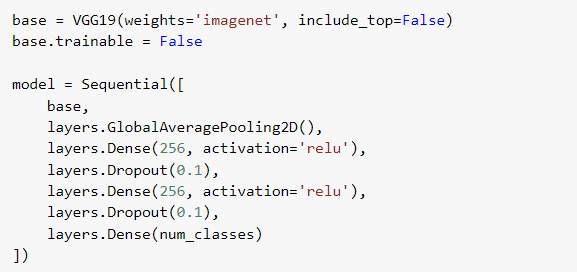 base = VGG19(weights='imagenet', include_top=False)
base.trainable = False

model = Sequential([
    base,
    layers.GlobalAveragePooling2D(),
    layers.Dense(256, activation='relu'),
    layers.Dropout(0.1),
    layers.Dense(256, activation='relu'),
    layers.Dropout(0.1),
    layers.Dense(num_classes)
])